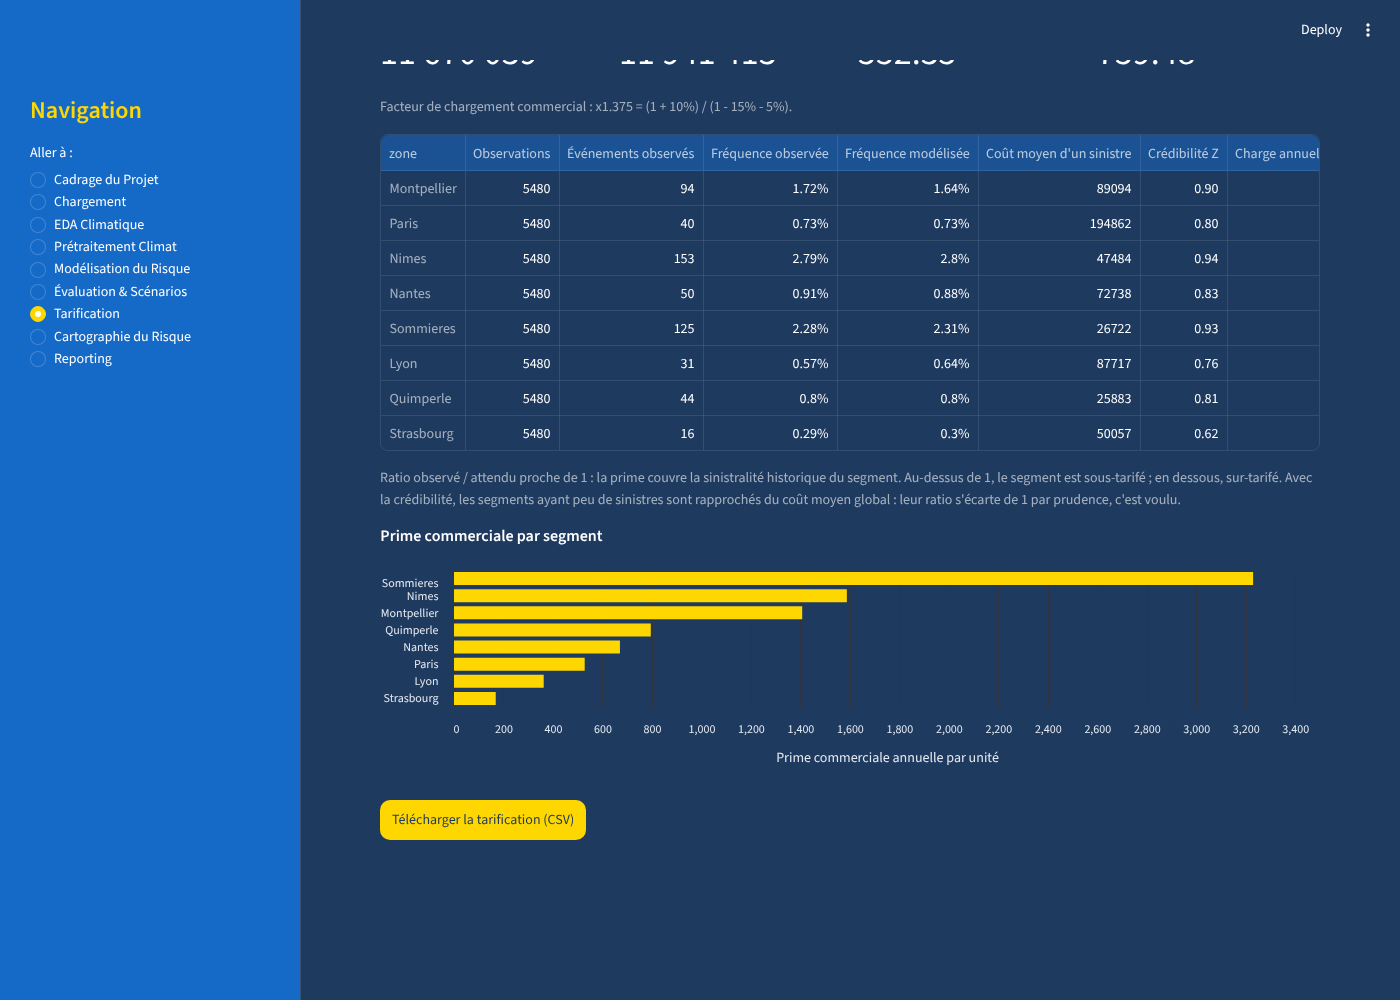 Deploy
Navigation
Aller à :
Cadrage du Projet
Chargement
EDA Climatique
Prétraitement Climat
Modélisation du Risque
Évaluation & Scénarios
Tarification
Cartographie du Risque
Reporting
Facteur de chargement commercial : x1.375 = (1 + 10%) / (1 - 15% - 5%).
zone Observations Événements observés Fréquence observée Fréquence modélisée Coût moyen d'un sinistre Crédibilité Z Charge annuel
Montpellier 5480 94 1.72% 1.64% 89094 0.90
Paris 5480 40 0.73% 0.73% 194862 0.80
Nimes 5480 153 2.79% 2.8% 47484 0.94
Nantes 5480 50 0.91% 0.88% 72738 0.83
Sommieres 5480 125 2.28% 2.31% 26722 0.93
Lyon 5480 31 0.57% 0.64% 87717 0.76
Quimperle 5480 44 0.8% 0.8% 25883 0.81
Strasbourg 5480 16 0.29% 0.3% 50057 0.62
Ratio observé / attendu proche de 1 : la prime couvre la sinistralité historique du segment. Au-dessus de 1, le segment est sous-tarifé ; en dessous, sur-tarifé. Avec
la crédibilité, les segments ayant peu de sinistres sont rapprochés du coût moyen global : leur ratio s'écarte de 1 par prudence, c'est voulu.
Prime commerciale par segment
Sommieres
Nimes
Montpellier
Quimperle
Nantes
Paris
Lyon
Strasbourg
0 200 400 600 800 1,000 1,200 1,400 1,600 1,800 2,000 2,200 2,400 2,600 2,800 3,000 3,200 3,400
Prime commerciale annuelle par unité
Télécharger la tarification (CSV)